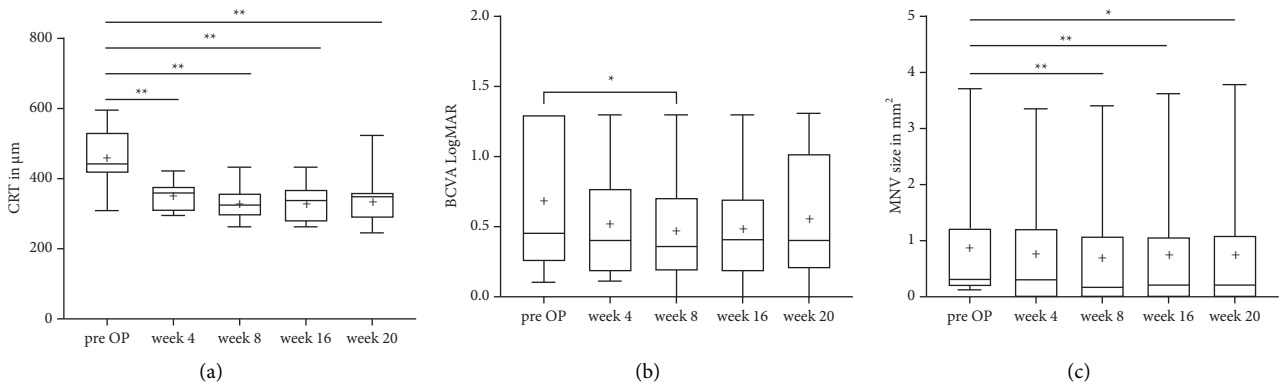 **
**
**
**
800
600
400
200
0
CRT in µm
pre OP week 4 week 8 week 16 week 20
(a)
*
2.0
1.5
1.0
0.5
0.0
BCVA LogMAR
pre OP week 4 week 8 week 16 week 20
(b)
*
**
**
5
4
3
2
1
0
MNV size in mm²
pre OP week 4 week 8 week 16 week 20
(c)